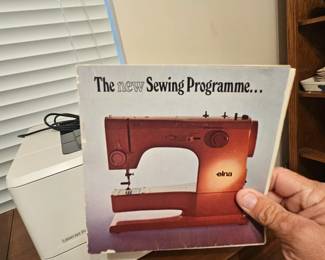 The new Sewing Programme...
elna